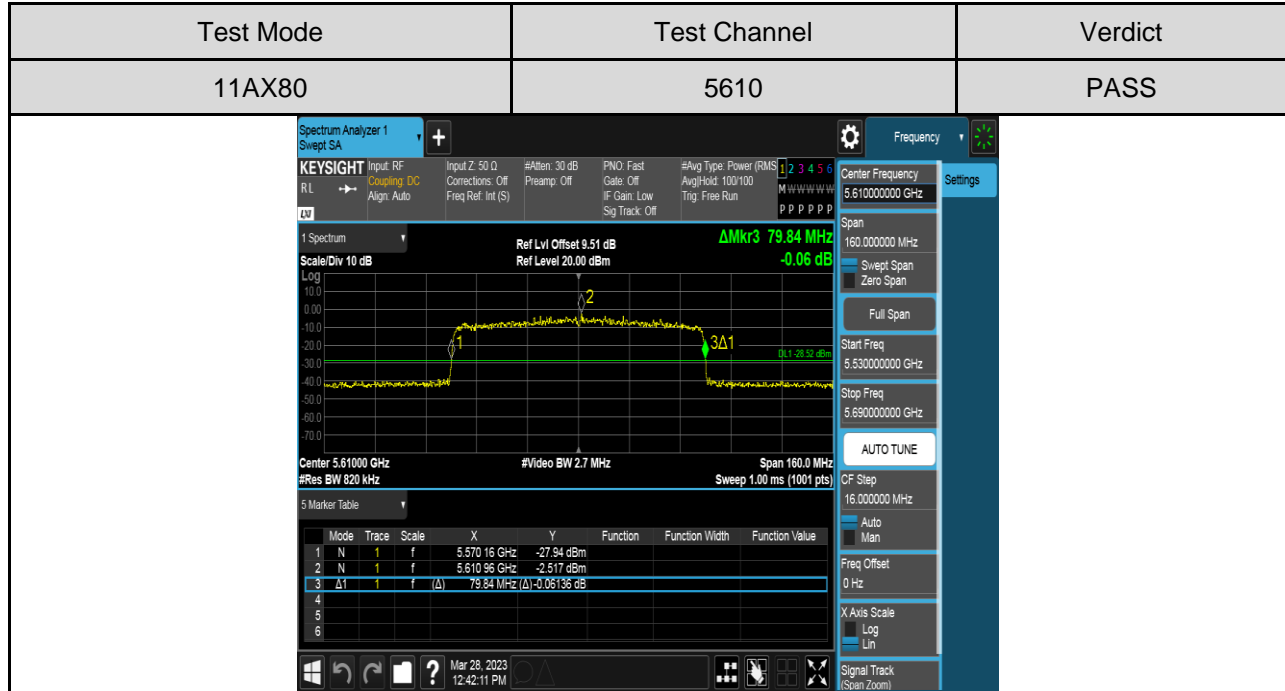 Test Mode Test Channel Verdict
11AX80 5610 PASS
Spectrum Analyzer 1
Swept SA
+
Frequency
KEYSIGHT
RL
LXI
Input: RF
Coupling: DC
Align: Auto
Input Z: 50 Ω
Corrections: Off
Freq Ref: Int (S)
#Atten: 30 dB
Preamp: Off
PNO: Fast
Gate: Off
IF Gain: Low
Sig Track: Off
#Avg Type: Power (RMS
Avg|Hold: 100/100
Trig: Free Run
1 2 3 4 5 6
M W W W W W
P P P P P P
1 Spectrum
Scale/Div 10 dB
Ref Lvl Offset 9.51 dB
Ref Level 20.00 dBm
ΔMkr3 79.84 MHz
-0.06 dB
Log
10.0
0.00
-10.0
-20.0
-30.0
-40.0
-50.0
-60.0
-70.0
1
2
3Δ1
DL1 -28.52 dBm
Center 5.61000 GHz #Video BW 2.7 MHz Span 160.0 MHz
#Res BW 820 kHz Sweep 1.00 ms (1001 pts)
5 Marker Table
Mode Trace Scale X Y Function Function Width Function Value
1 N 1 f 5.570 16 GHz -27.94 dBm
2 N 1 f 5.610 96 GHz -2.517 dBm
3 Δ1 1 f (Δ) 79.84 MHz (Δ) -0.06136 dB
4
5
6
?
Mar 28, 2023
12:42:11 PM
Settings
Center Frequency
5.610000000 GHz
Span
160.000000 MHz
Swept Span
Zero Span
Full Span
Start Freq
5.530000000 GHz
Stop Freq
5.690000000 GHz
AUTO TUNE
CF Step
16.000000 MHz
Auto
Man
Freq Offset
0 Hz
X Axis Scale
Log
Lin
Signal Track
(Span Zoom)